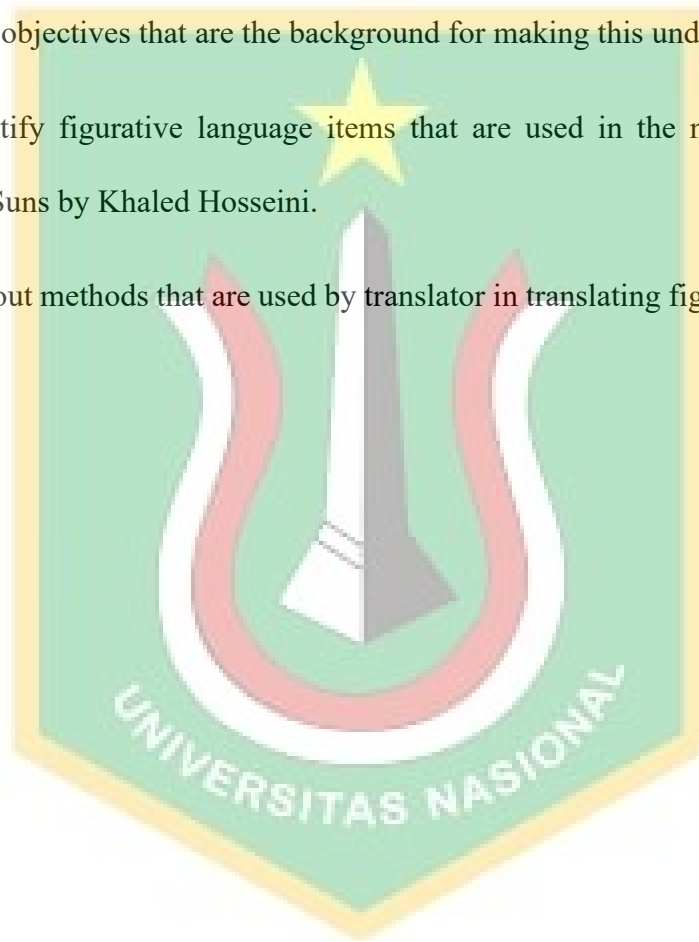 objectives that are the background for making this und
tify figurative language items that are used in the n
Suns by Khaled Hosseini.
out methods that are used by translator in translating fig
UNIVERSITAS NASIONAL